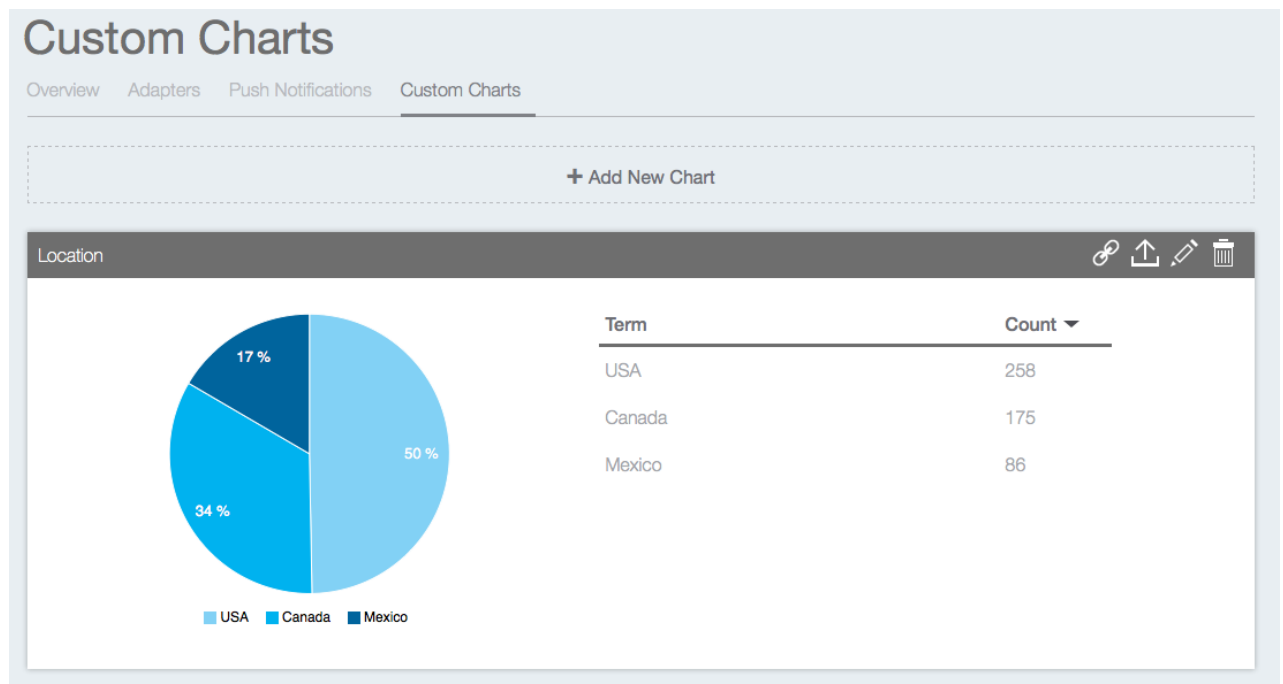 Custom Charts
Overview Adapters Push Notifications Custom Charts
+ Add New Chart
Location
Term Count
USA 258
Canada 175
Mexico 86
17 %
50 %
34 %
USA Canada Mexico